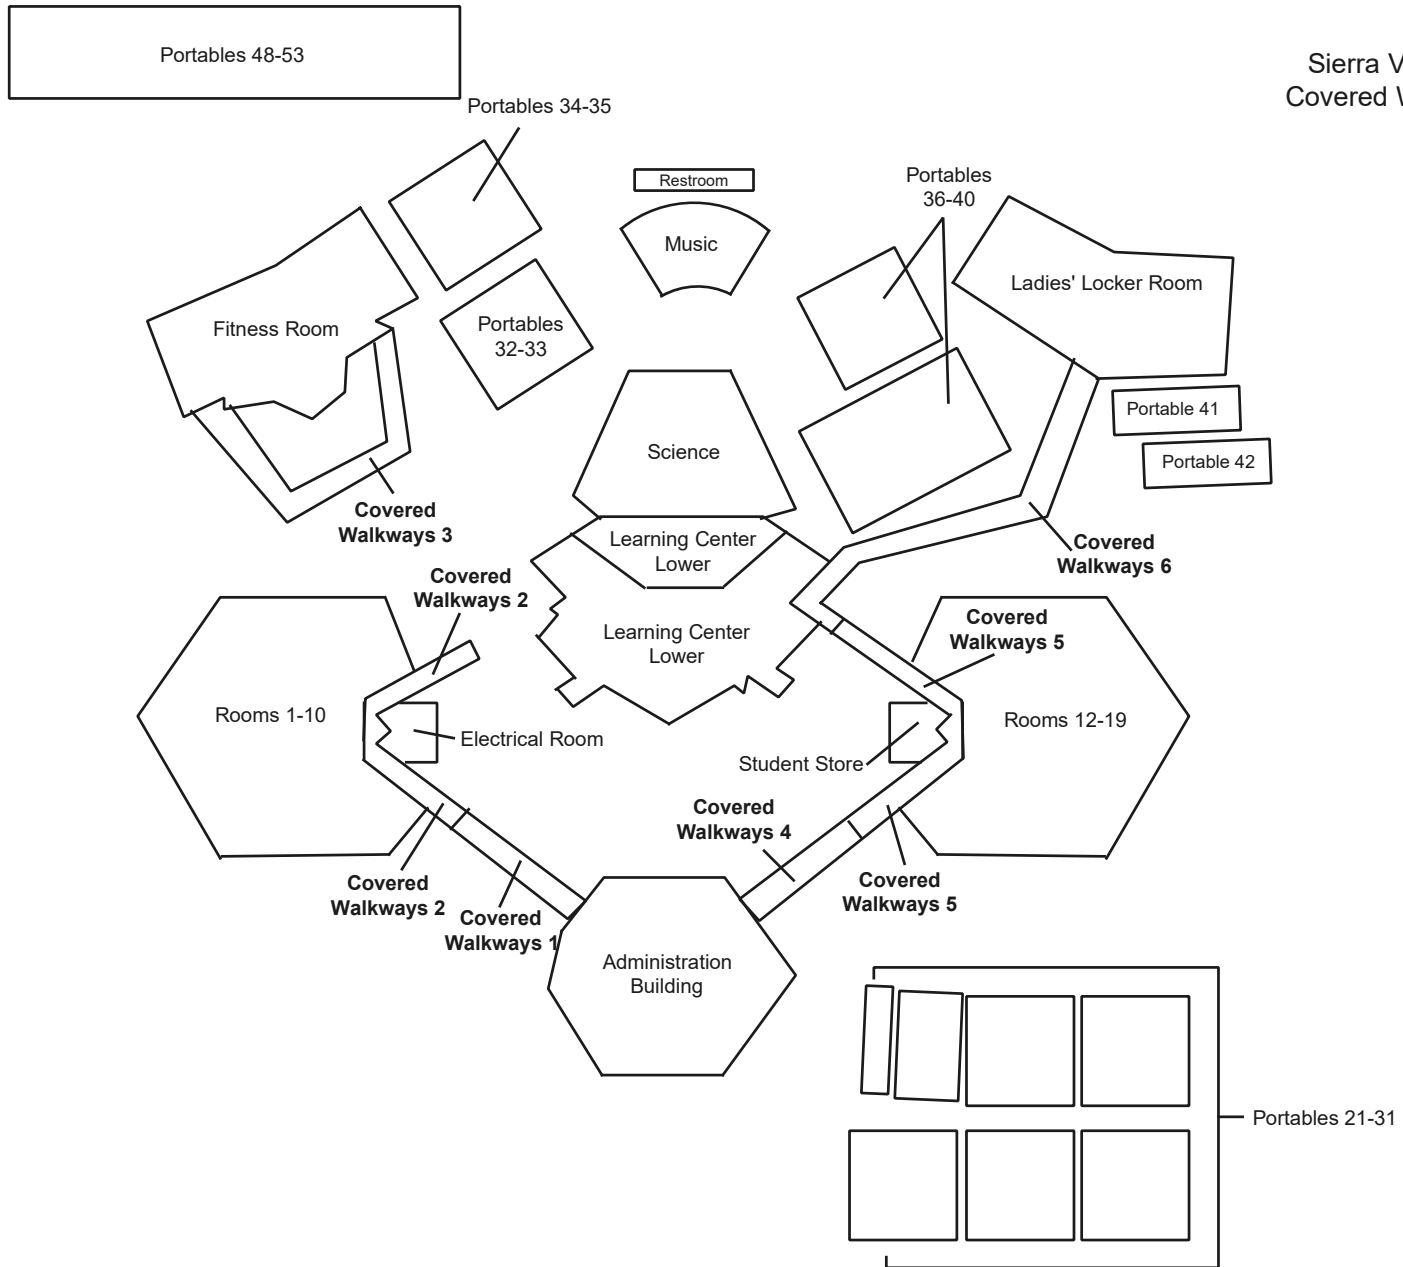 Portables 48-53
Sierra V
Covered W
Portables 34-35
Restroom
Portables
36-40
Music
Ladies' Locker Room
Fitness Room
Portables
32-33
Portable 41
Science
Portable 42
Covered
Walkways 3
Learning Center
Lower
Covered
Walkways 6
Covered
Walkways 2
Learning Center
Lower
Covered
Walkways 5
Rooms 1-10
Rooms 12-19
Electrical Room
Student Store
Covered
Walkways 4
Covered
Walkways 2
Covered
Walkways 5
Covered
Walkways 1
Administration
Building
Portables 21-31